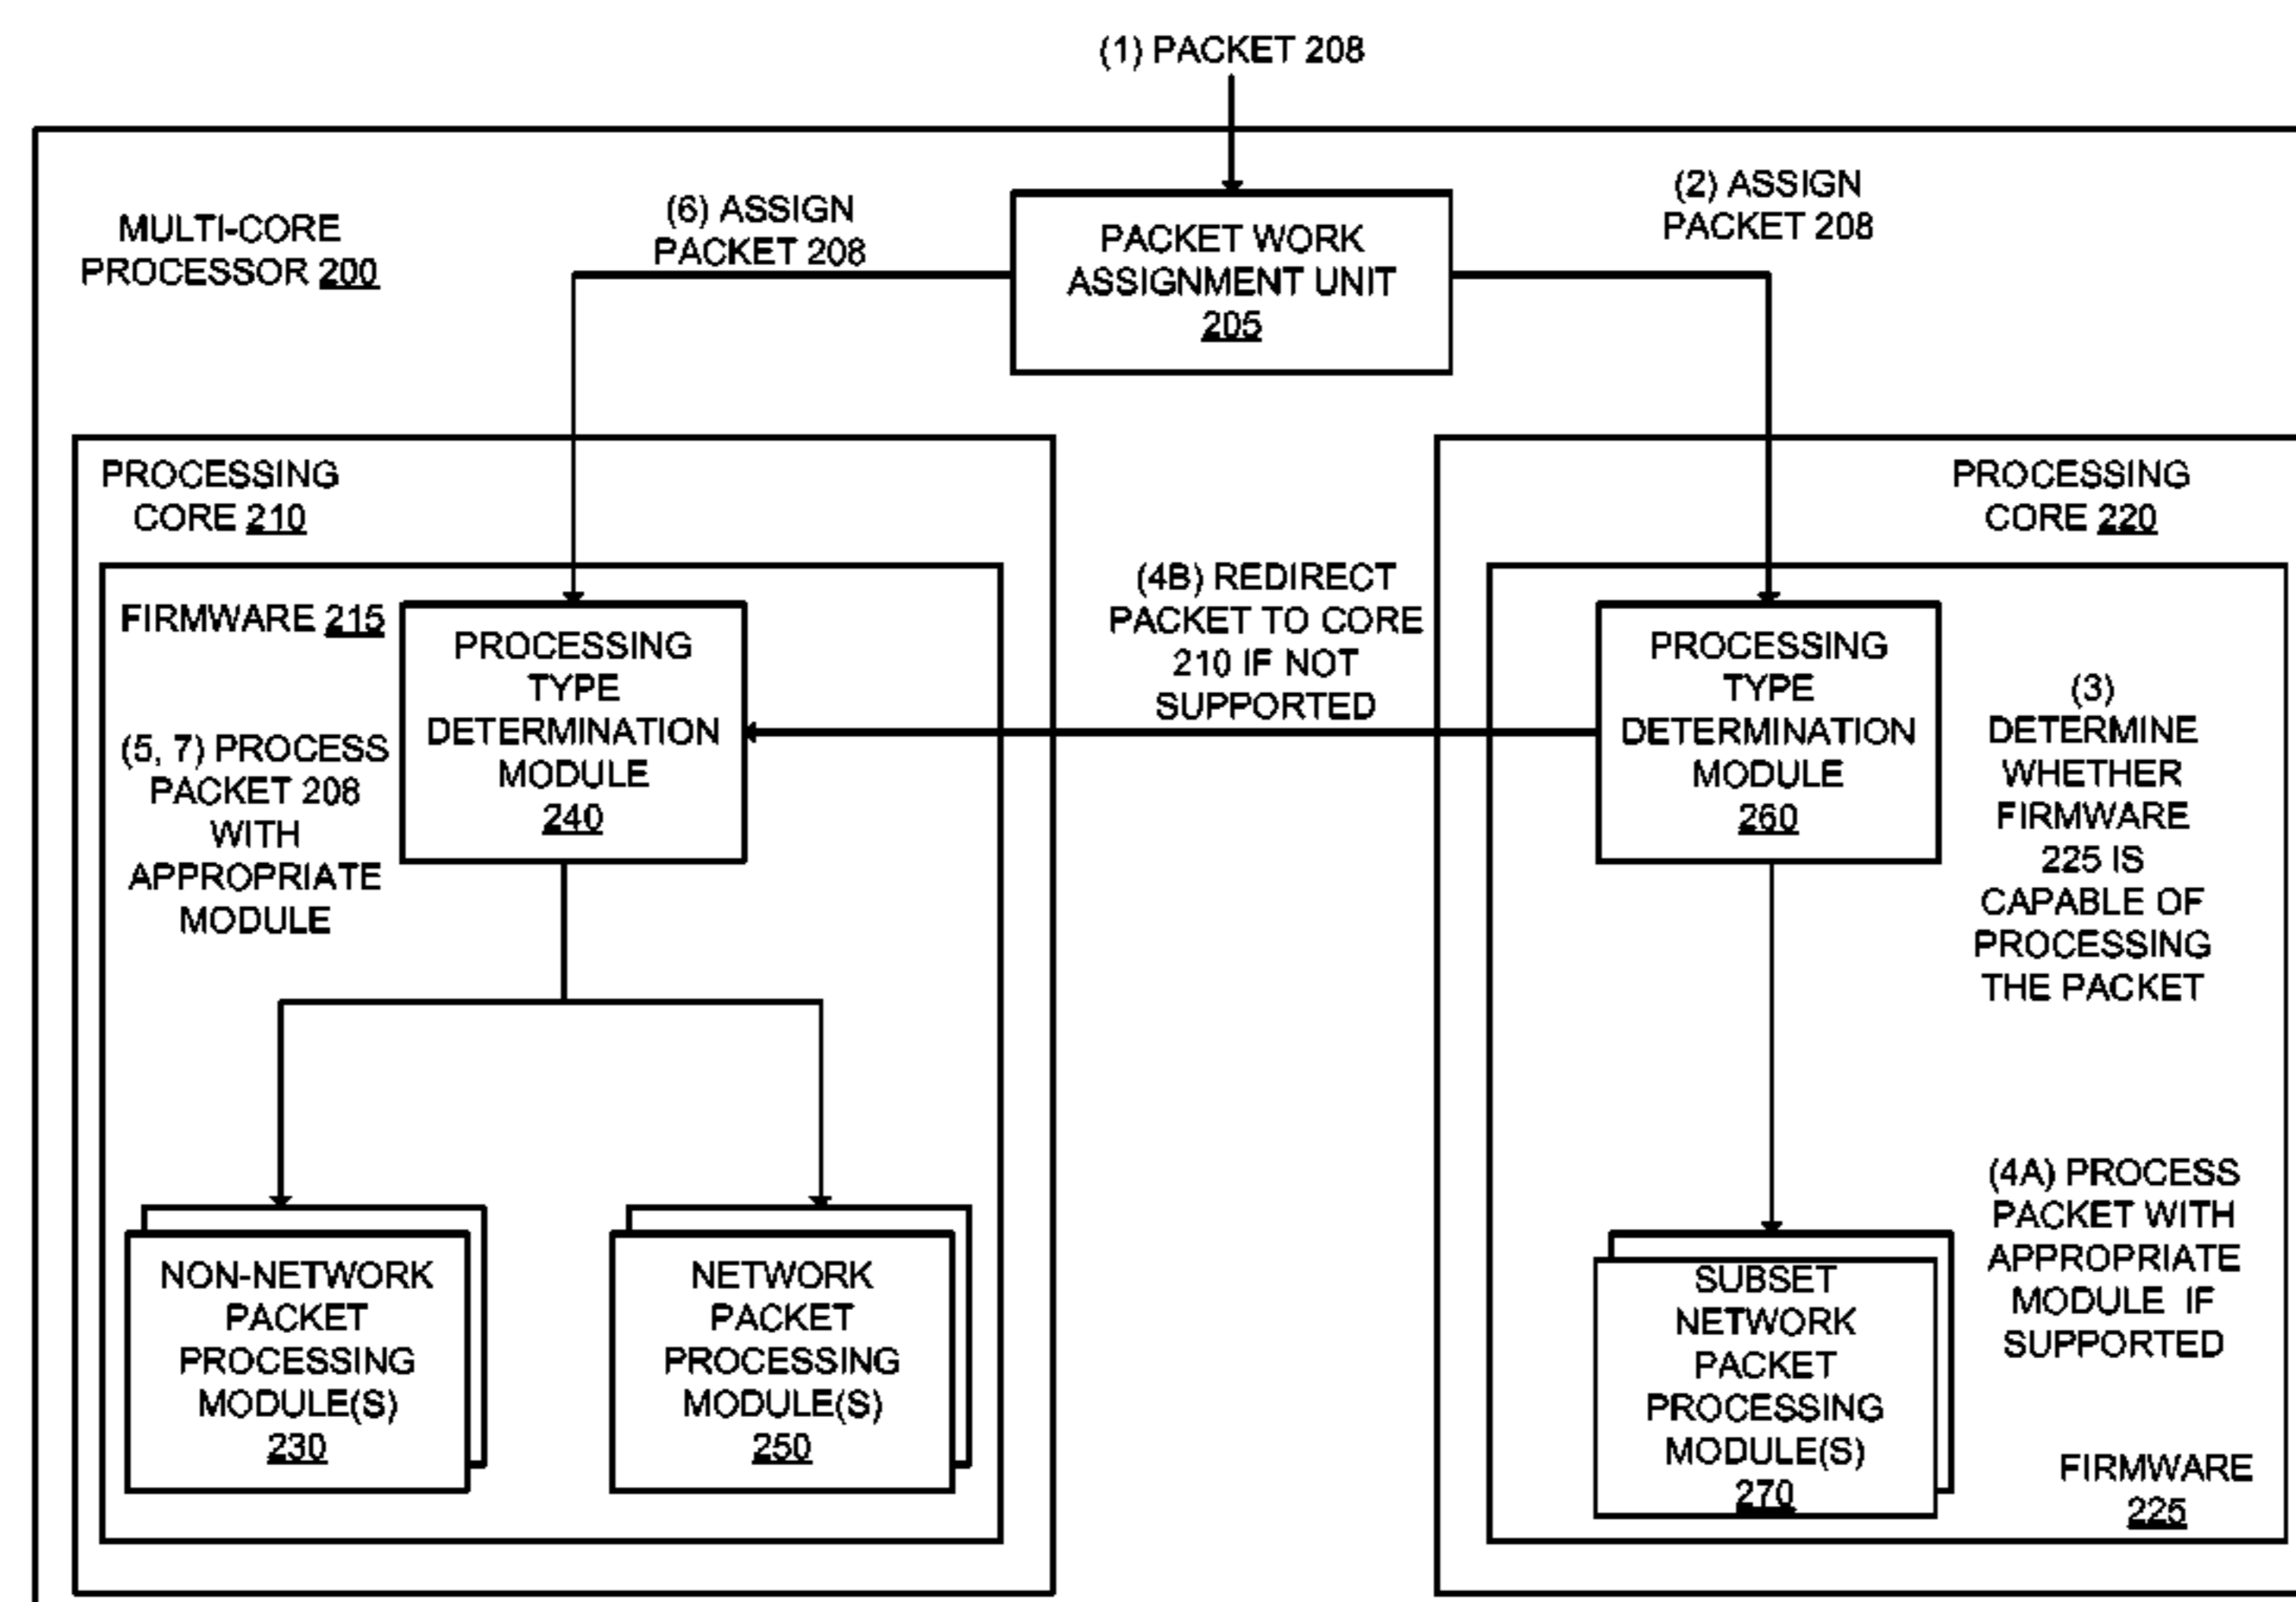 (1) PACKET 208
MULTI-CORE
PROCESSOR 200
(6) ASSIGN
PACKET 208
PACKET WORK
ASSIGNMENT UNIT
205
(2) ASSIGN
PACKET 208
PROCESSING
CORE 210
FIRMWARE 215
PROCESSING
TYPE
DETERMINATION
MODULE
240
(5, 7) PROCESS
PACKET 208
WITH
APPROPRIATE
MODULE
NON-NETWORK
PACKET
PROCESSING
MODULE(S)
230
NETWORK
PACKET
PROCESSING
MODULE(S)
250
(4B) REDIRECT
PACKET TO CORE
210 IF NOT
SUPPORTED
PROCESSING
CORE 220
PROCESSING
TYPE
DETERMINATION
MODULE
260
(3)
DETERMINE
WHETHER
FIRMWARE
225 IS
CAPABLE OF
PROCESSING
THE PACKET
(4A) PROCESS
PACKET WITH
APPROPRIATE
MODULE IF
SUPPORTED
SUBSET
NETWORK
PACKET
PROCESSING
MODULE(S)
270
FIRMWARE
225